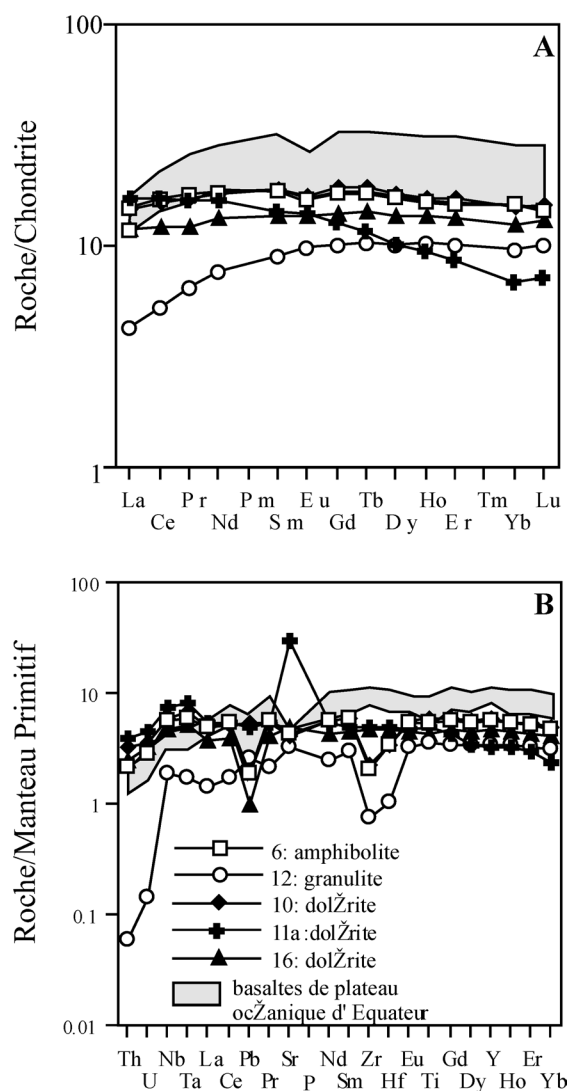 100
A
10
1
Roche/Chondrite
La Pr Pm Eu Tb Ho Tm Lu
Ce Nd Sm Gd Dy Er Yb
100
B
10
1
0.1
0.01
Roche/Manteau Primitif
6: amphibolite
12: granulite
10: dolŽrite
11a:dolŽrite
16: dolŽrite
basaltes de plateau
ocŽanique d' Equateur
Th Nb La Pb Sr Nd Zr Eu Gd Y Er
U Ta Ce Pr P Sm Hf Ti Dy Ho Yb